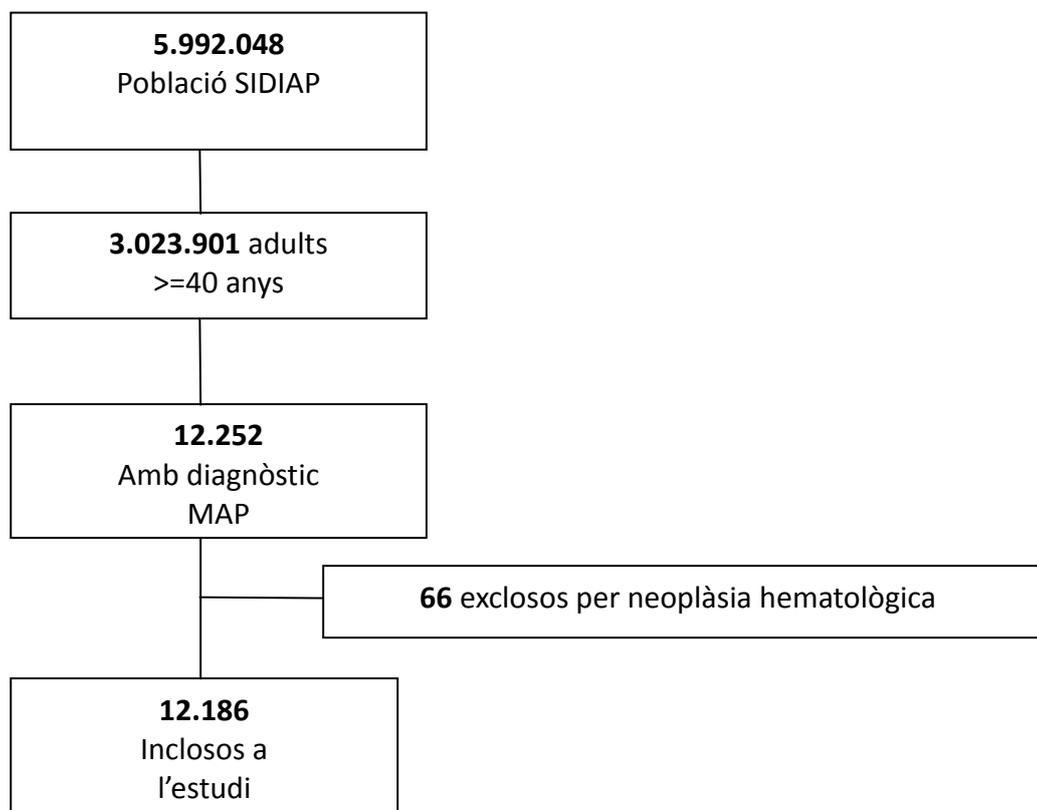 5.992.048
Població SIDIAP
3.023.901 adults
>=40 anys
12.252
Amb diagnòstic
MAP
66 exclosos per neoplàsia hematològica
12.186
Inclosos a
l’estudi